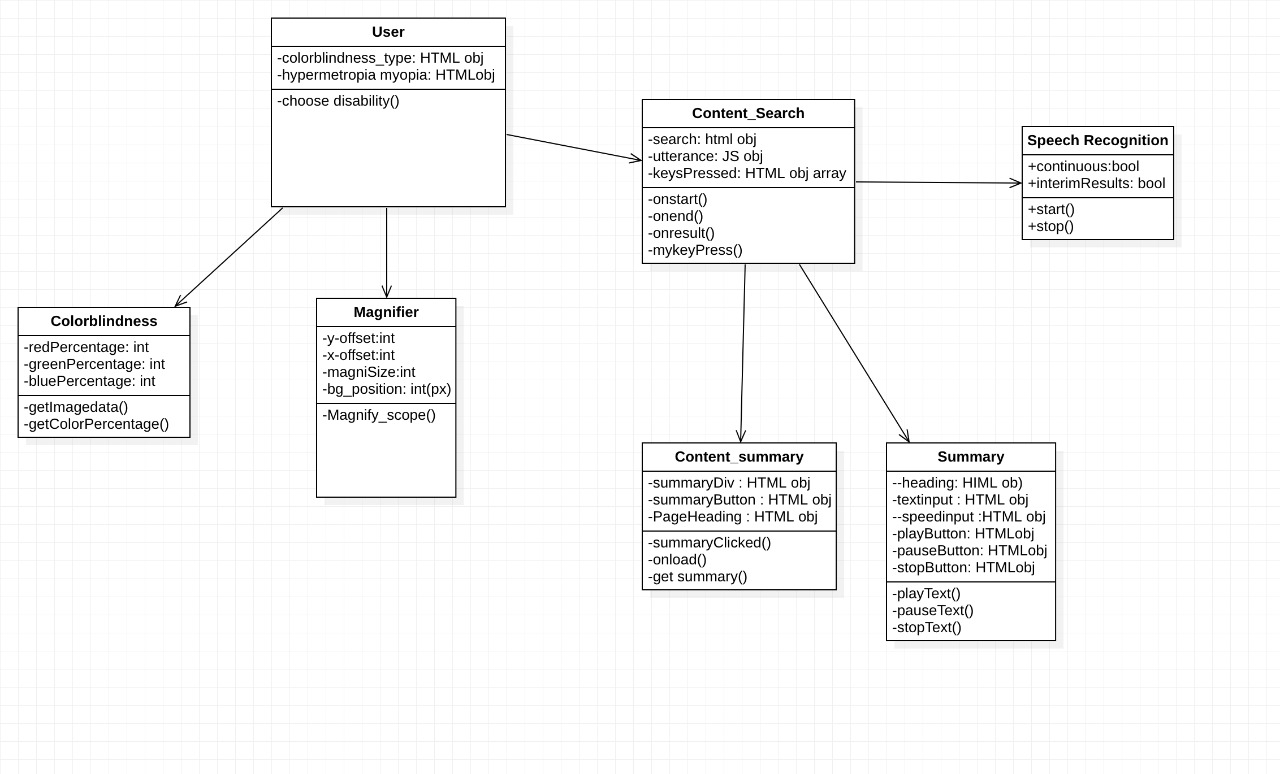 User
-colorblindness_type: HTML obj
-hypermetropia myopia: HTMLobj
-choose disability()
Content_Search
-search: html obj
-utterance: JS obj
-keysPressed: HTML obj array
-onstart()
-onend()
-onresult()
-mykeyPress()
Speech Recognition
+continuous:bool
+interimResults: bool
+start()
+stop()
Colorblindness
-redPercentage: int
-greenPercentage: int
-bluePercentage: int
-getImagedata()
-getColorPercentage()
Magnifier
-y-offset:int
-x-offset:int
-magniSize:int
-bg_position: int(px)
-Magnify_scope()
Content_summary
-summaryDiv : HTML obj
-summaryButton : HTML obj
-PageHeading : HTML obj
-summaryClicked()
-onload()
-get summary()
Summary
--heading: HIML ob)
-textinput : HTML obj
--speedinput :HTML obj
-playButton: HTMLobj
-pauseButton: HTMLobj
-stopButton: HTMLobj
-playText()
-pauseText()
-stopText()